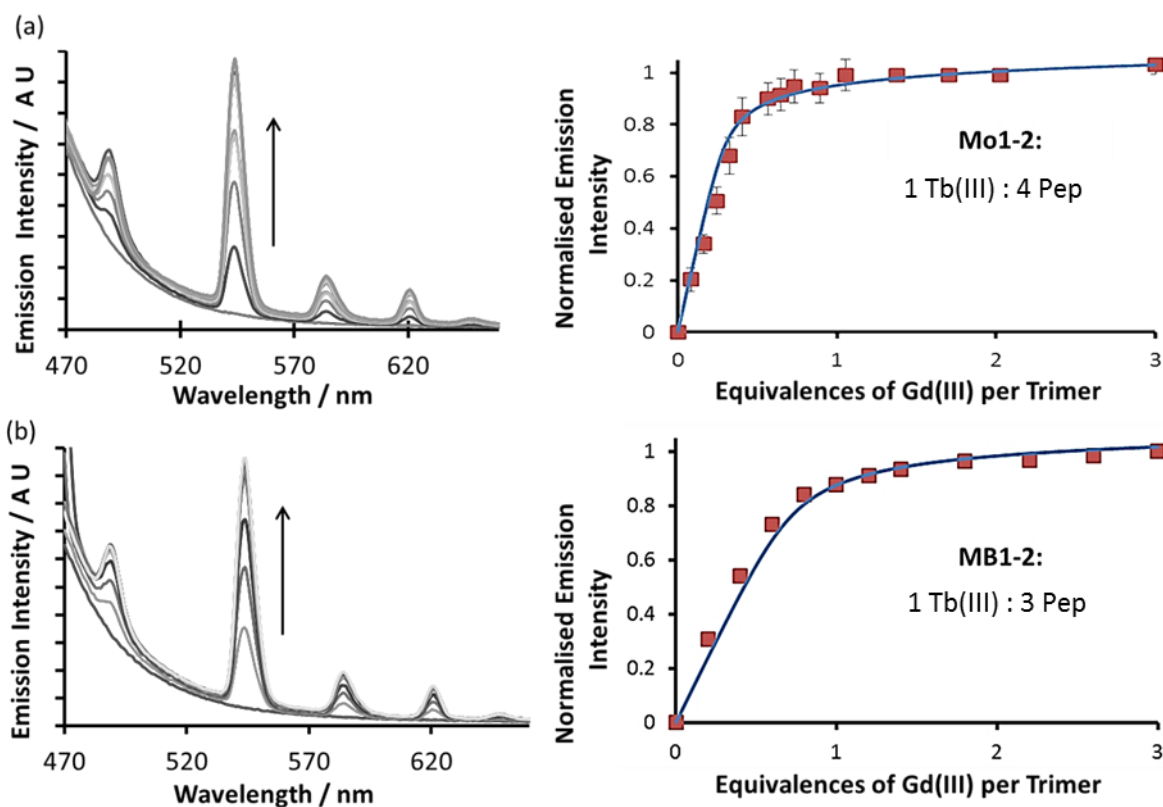 (a)
Emission Intensity / A U
470
520
570
620
Wavelength / nm
Normalised Emission
Intensity
1
0.8
0.6
0.4
0.2
0
0
1
2
3
Mo1-2:
1 Tb(III) : 4 Pep
Equivalences of Gd(III) per Trimer
(b)
Emission Intensity / A U
470
520
570
620
Wavelength / nm
Normalised Emission
Intensity
1
0.8
0.6
0.4
0.2
0
0
1
2
3
MB1-2:
1 Tb(III) : 3 Pep
Equivalences of Gd(III) per Trimer